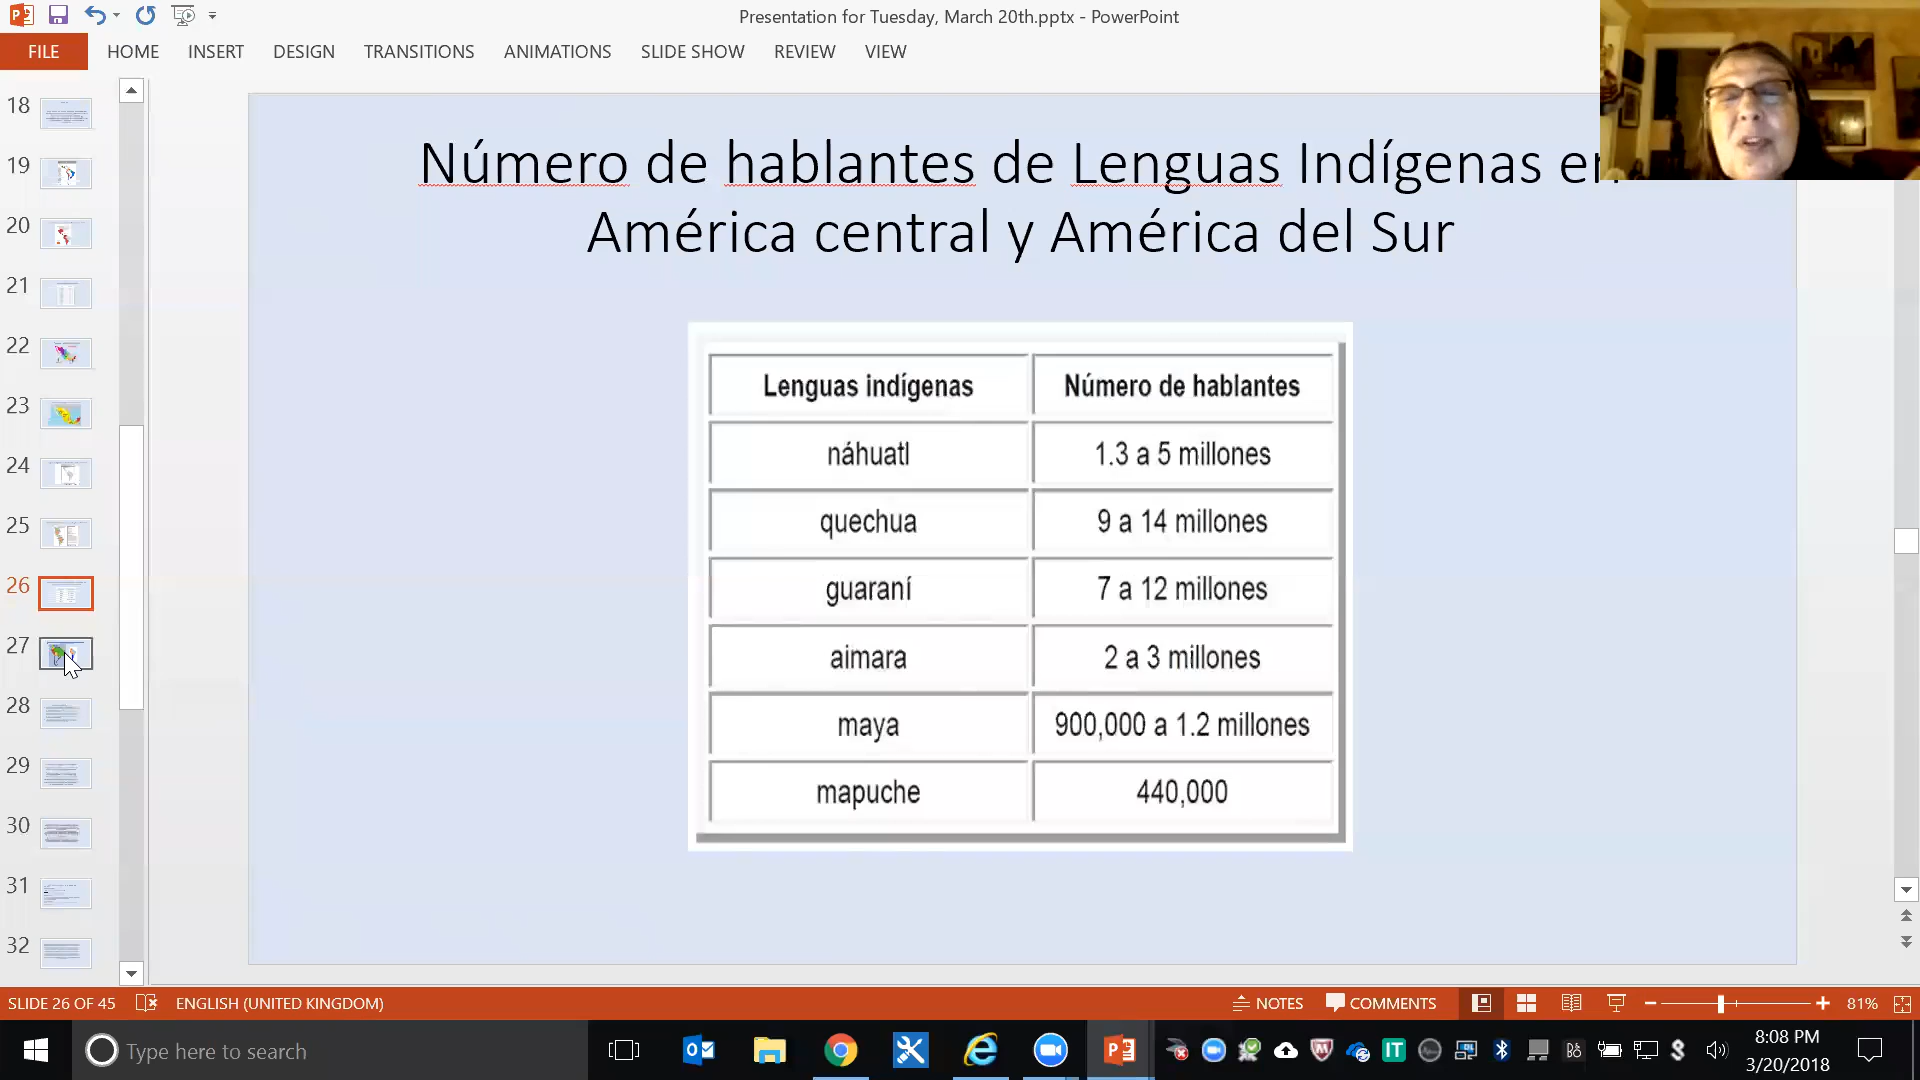 Presentation for Tuesday, March 20th.pptx - PowerPoint
FILE HOME INSERT DESIGN TRANSITIONS ANIMATIONS SLIDE SHOW REVIEW VIEW
18
19
20
21
22
23
24
25
26
27
28
29
30
31
32
Número de hablantes de Lenguas Indígenas en
América central y América del Sur
Lenguas indígenas Número de hablantes
náhuatl 1.3 a 5 millones
quechua 9 a 14 millones
guaraní 7 a 12 millones
aimara 2 a 3 millones
maya 900,000 a 1.2 millones
mapuche 440,000
SLIDE 26 OF 45 ENGLISH (UNITED KINGDOM) NOTES COMMENTS 81%
Type here to search
8:08 PM
3/20/2018